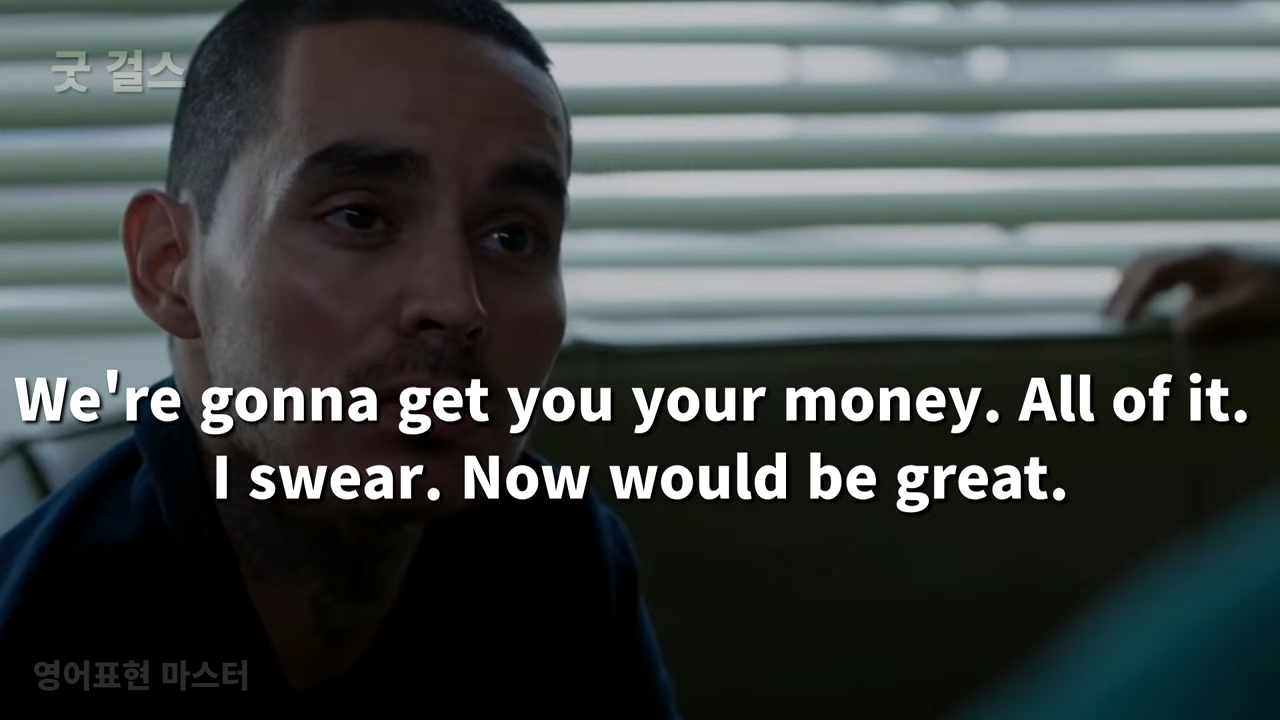 굿 걸스
We're gonna get you your money. All of it.
I swear. Now would be great.
영어표현 마스터